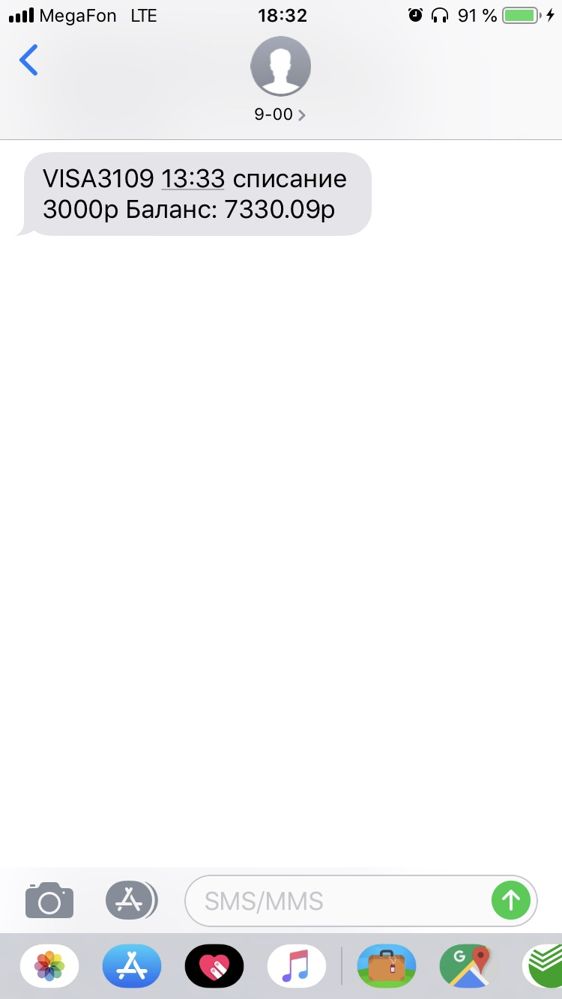 MegaFon LTE 18:32 91 %
9-00
VISA3109 13:33 списание
3000р Баланс: 7330.09р
SMS/MMS
G